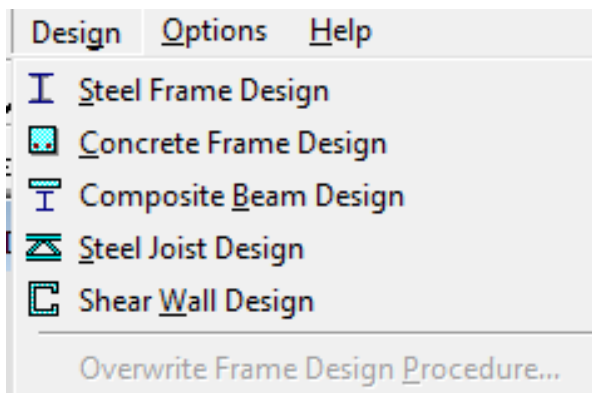 Design Options Help
Steel Frame Design
Concrete Frame Design
Composite Beam Design
Steel Joist Design
Shear Wall Design
Overwrite Frame Design Procedure...